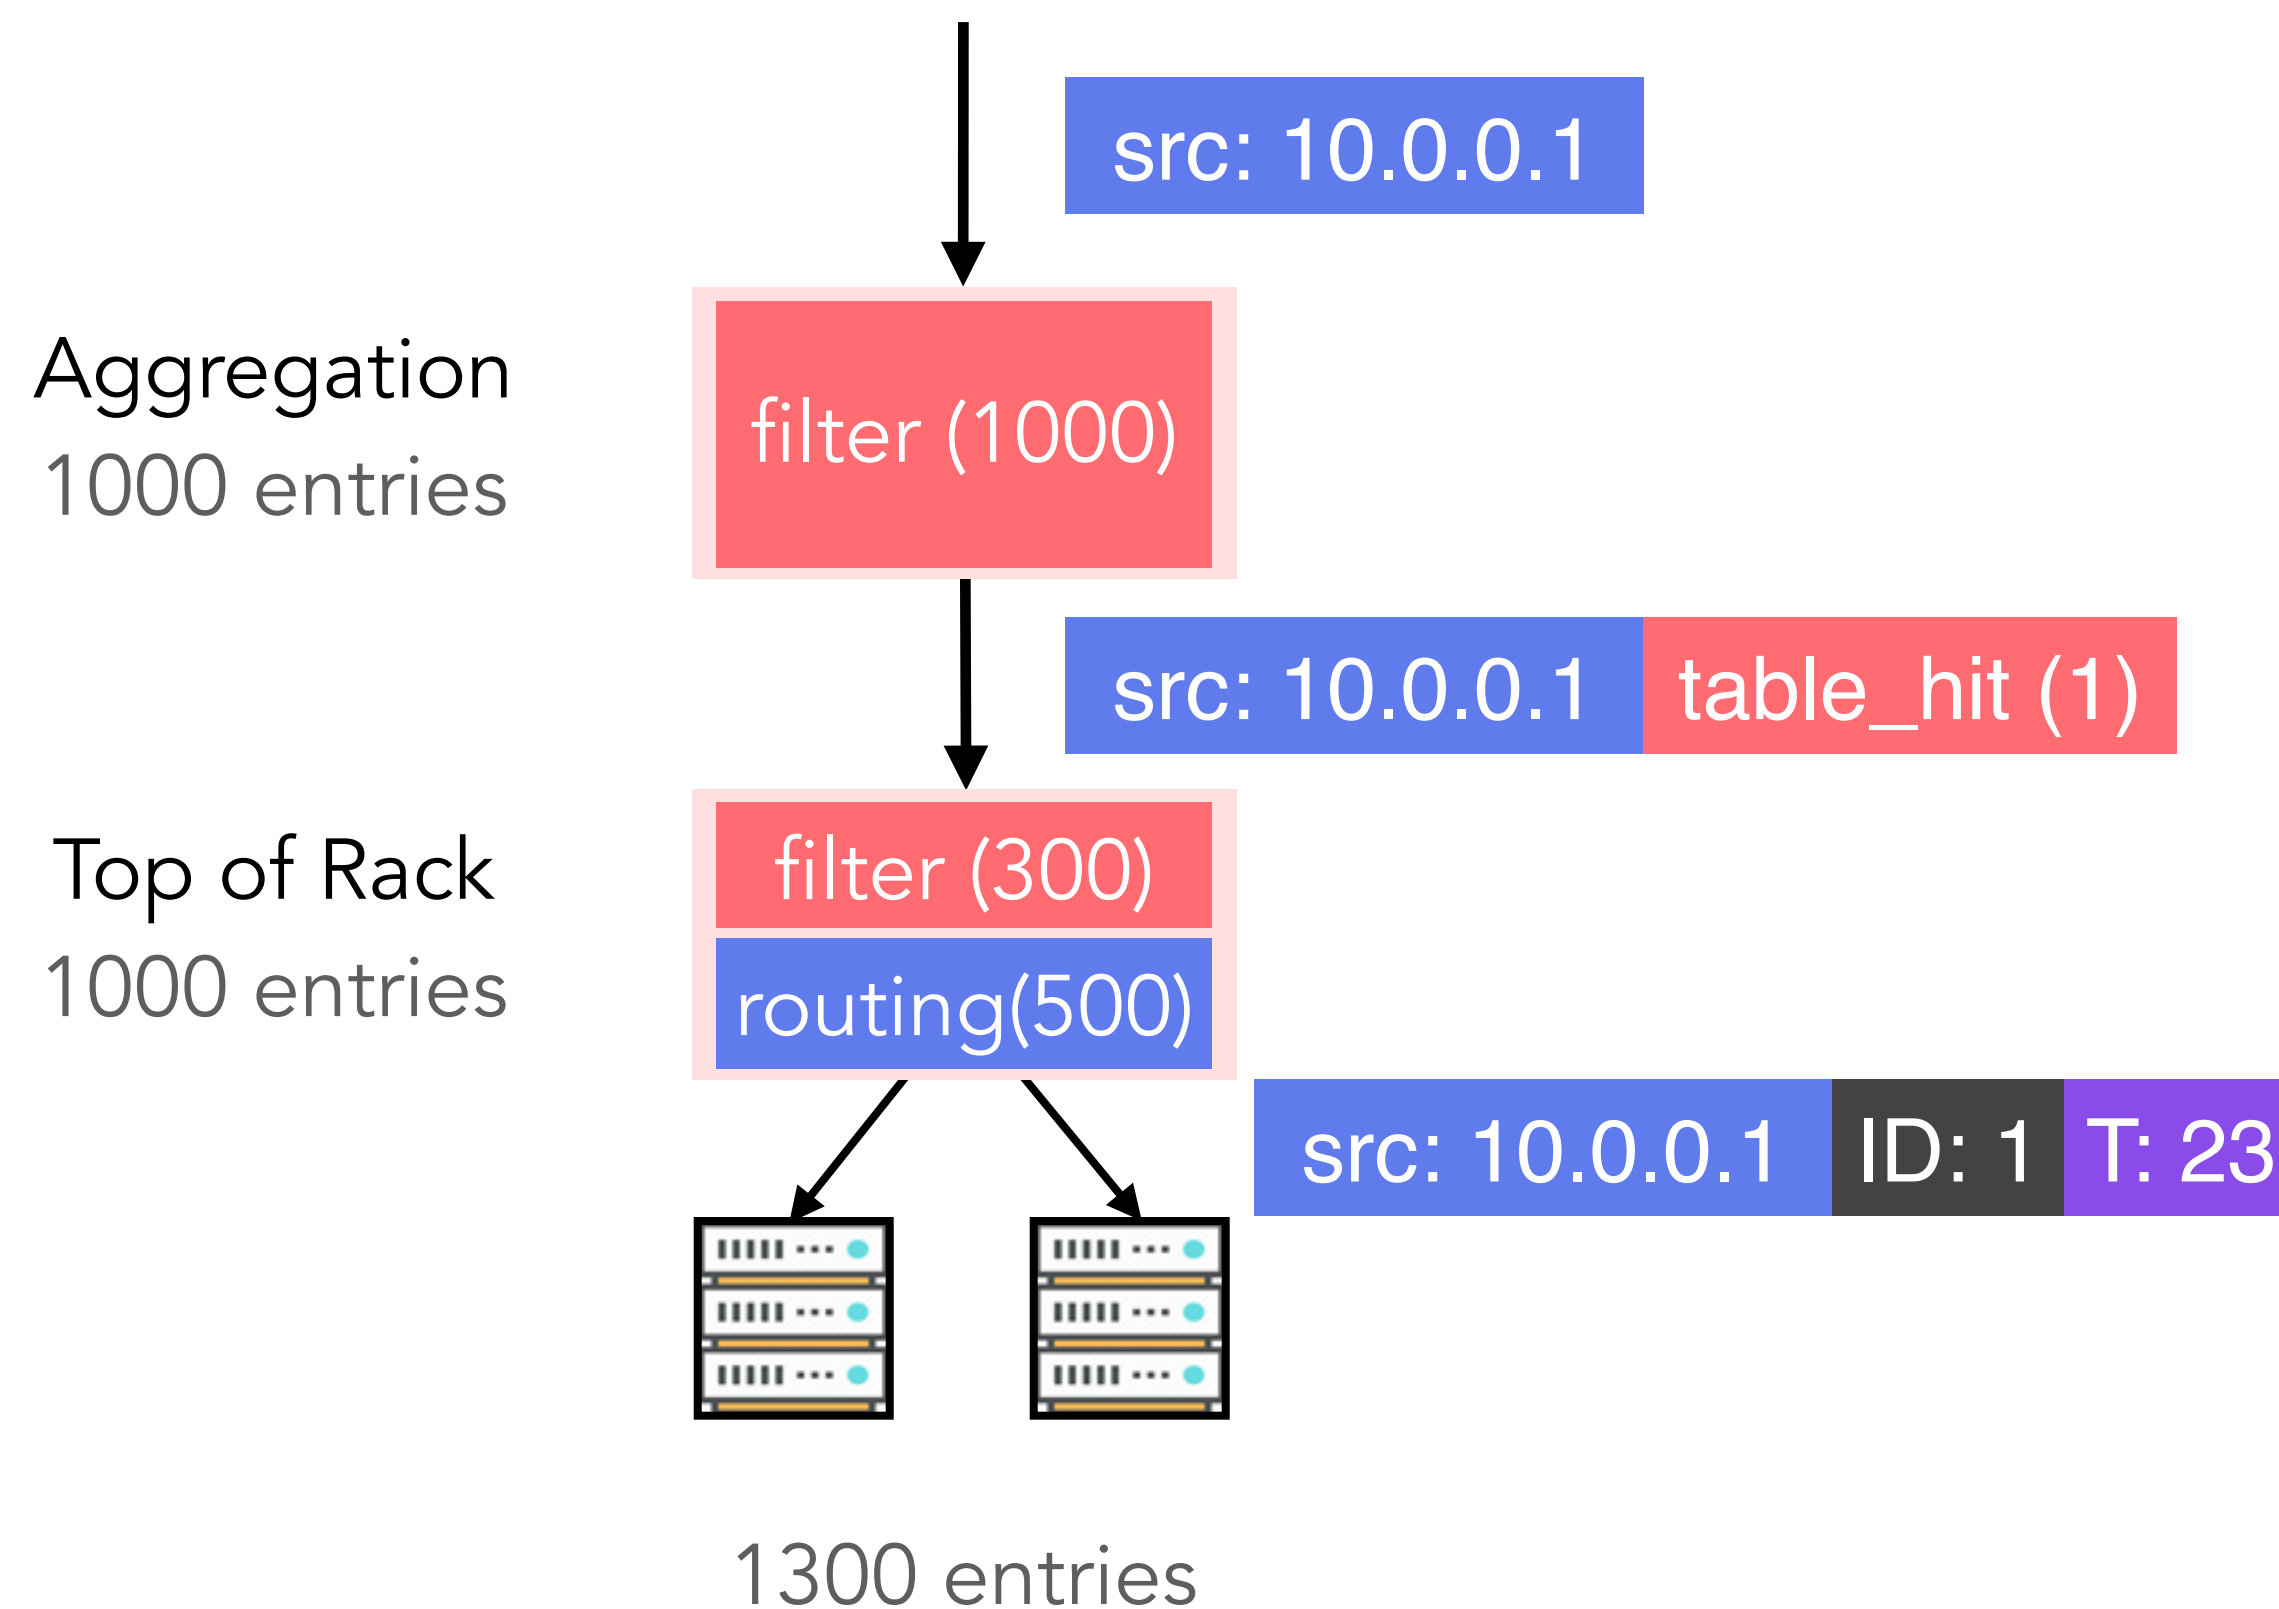 src: 10.0.0.1
Aggregation
1000 entries
filter (1000)
src: 10.0.0.1 table_hit (1)
Top of Rack
1000 entries
filter (300)
routing(500)
src: 10.0.0.1 ID: 1 T: 23
1300 entries